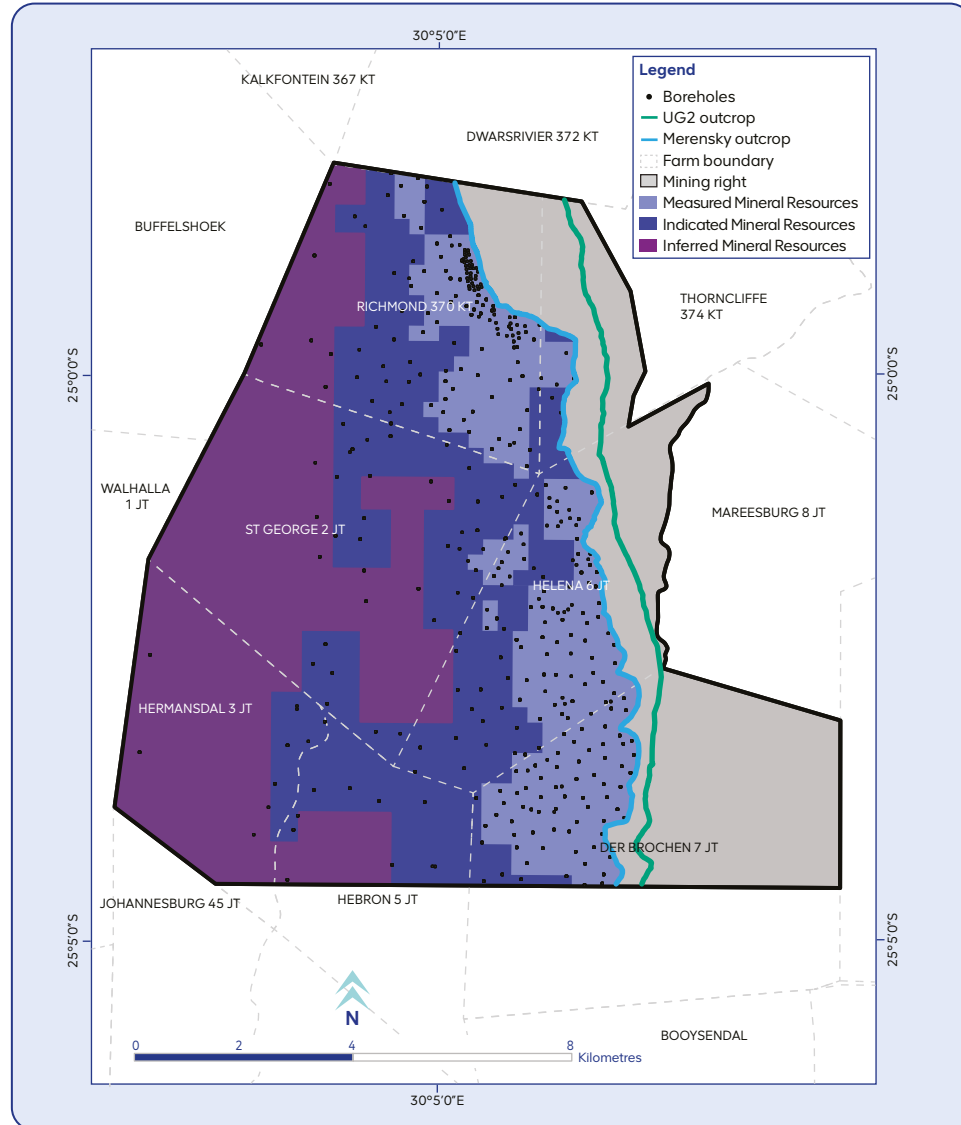 30°5'0"E
KALKFONTEIN 367 KT
Legend
Boreholes
UG2 outcrop
Merensky outcrop
Farm boundary
Mining right
Measured Mineral Resources
Indicated Mineral Resources
Inferred Mineral Resources
DWARSRIVIER 372 KT
BUFFELSHOEK
RICHMOND 370 KT
THORNCLIFFE
374 KT
25°0'0"S
25°0'0"S
WALHALLA
1 JT
ST GEORGE 2 JT
MAREESBURG 8 JT
HELENA 6 JT
HERMANSDAL 3 JT
DER BROCHEN 7 JT
JOHANNESBURG 45 JT
HEBRON 5 JT
25°5'0"S
25°5'0"S
N
BOOYSENDAL
0 2 4 8
Kilometres
30°5'0"E